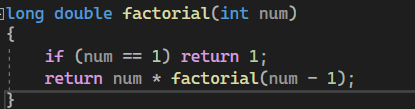 long double factorial(int num)
{
    if (num == 1) return 1;
    return num * factorial(num - 1);
}